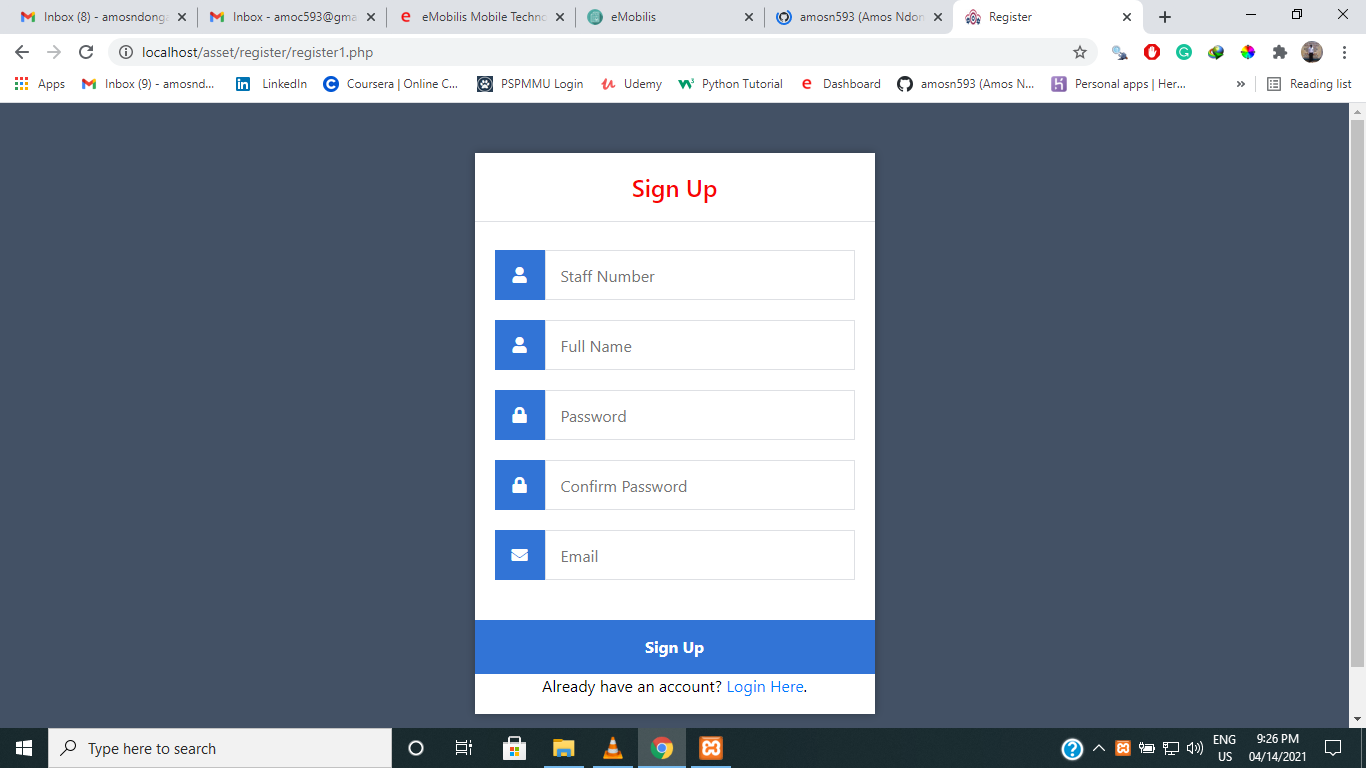 Inbox (8) - amosndong
Inbox - amoc593@gma
eMobilis Mobile Techno
eMobilis
amosn593 (Amos Ndon
Register
localhost/asset/register/register1.php
Apps
Inbox (9) - amosnd...
LinkedIn
Coursera | Online C...
PSPMMU Login
Udemy
Python Tutorial
Dashboard
amosn593 (Amos N...
Personal apps | Her...
»
Reading list
Sign Up
Staff Number
Full Name
Password
Confirm Password
Email
Sign Up
Already have an account? Login Here.
Type here to search
ENG
US
9:26 PM
04/14/2021